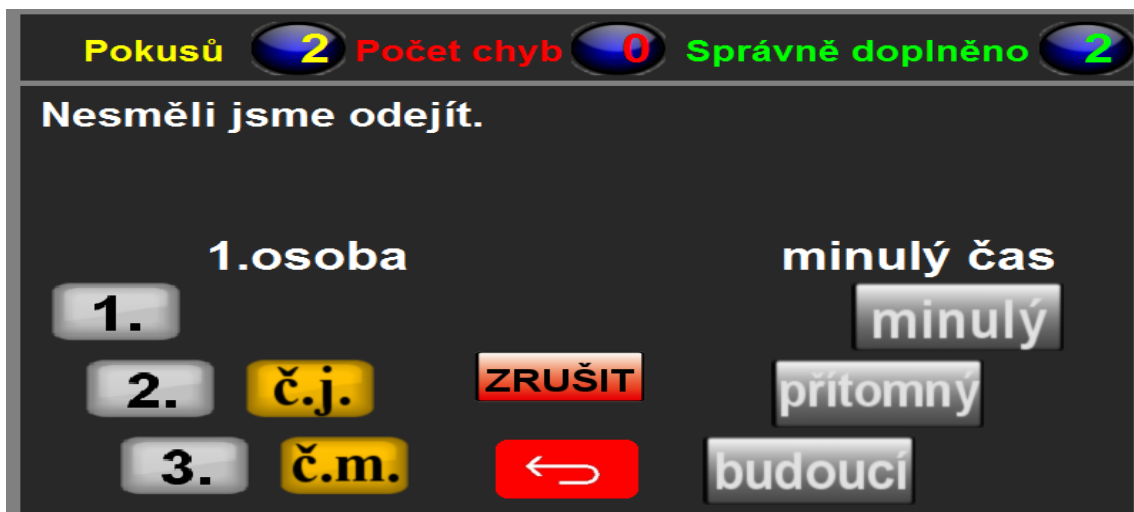 Pokusů 2 Počet chyb 0 Správně doplněno 2
Nesměli jsme odejít.
1.osoba minulý čas
1. minulý
2. č.j. ZRUŠIT přítomný
3. č.m. budoucí